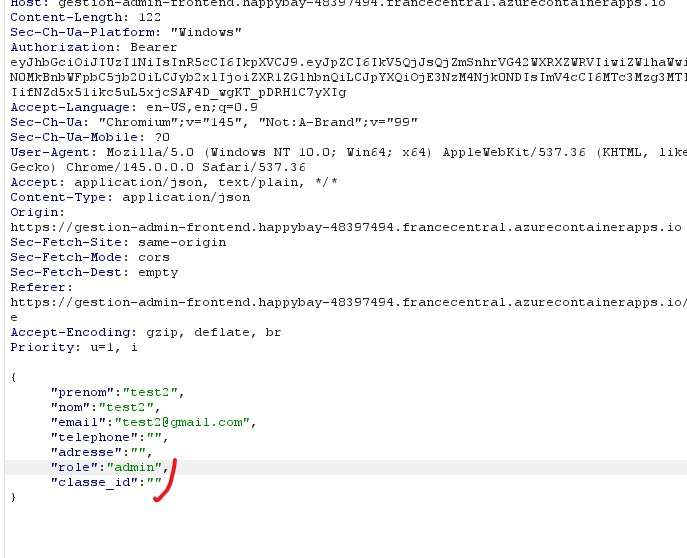 Host: gestion-admin-frontend.happybay-48397494.francecentral.azurecontainerapps.io
Content-Length: 122
Sec-Ch-Ua-Platform: "Windows"
Authorization: Bearer
Accept-Language: en-US,en;q=0.9
Sec-Ch-Ua: "Chromium";v="145", "Not:A-Brand";v="99"
Sec-Ch-Ua-Mobile: ?0
User-Agent: Mozilla/5.0 (Windows NT 10.0; Win64; x64) AppleWebKit/537.36 (KHTML, like
Gecko) Chrome/145.0.0.0 Safari/537.36
Accept: application/json, text/plain, */*
Content-Type: application/json
Origin:
https://gestion-admin-frontend.happybay-48397494.francecentral.azurecontainerapps.io
Sec-Fetch-Site: same-origin
Sec-Fetch-Mode: cors
Sec-Fetch-Dest: empty
Referer:
https://gestion-admin-frontend.happybay-48397494.francecentral.azurecontainerapps.io/
e
Accept-Encoding: gzip, deflate, br
Priority: u=1, i
{
"prenom":"test2",
"nom":"test2",
"email":"test2@gmail.com",
"telephone":"",
"adresse":"",
"role":"admin",
"classe_id":""
}